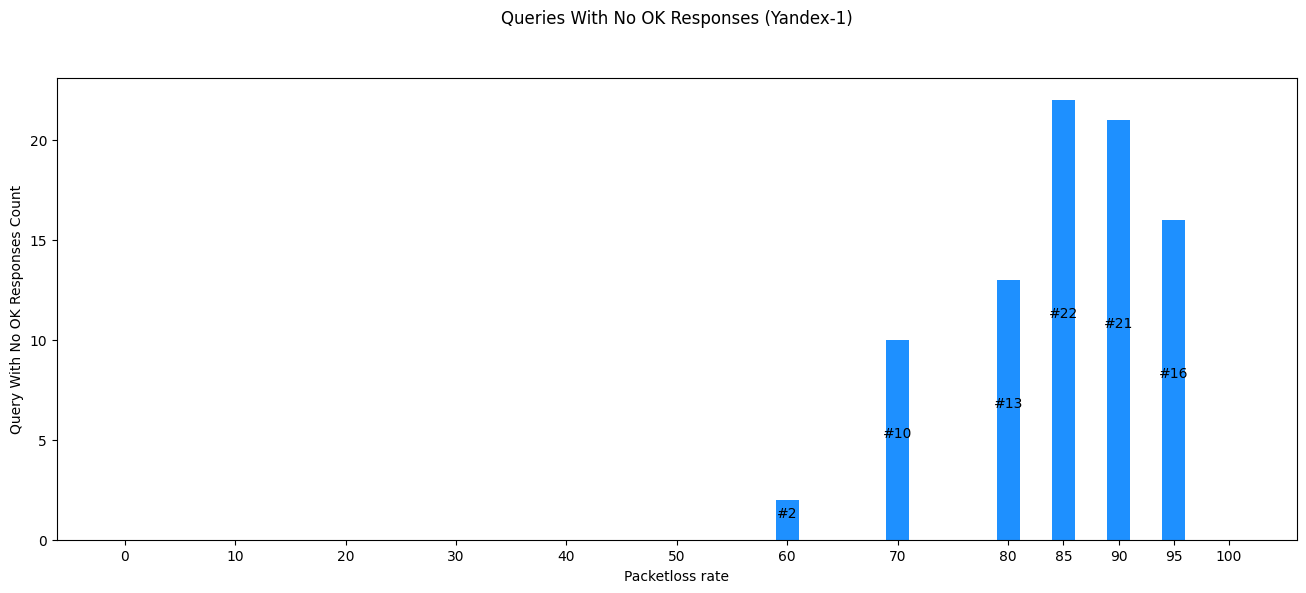 Queries With No OK Responses (Yandex-1)
Query With No OK Responses Count
20
15
10
5
0
#2
#10
#13
#22
#21
#16
0 10 20 30 40 50 60 70 80 85 90 95 100
Packetloss rate